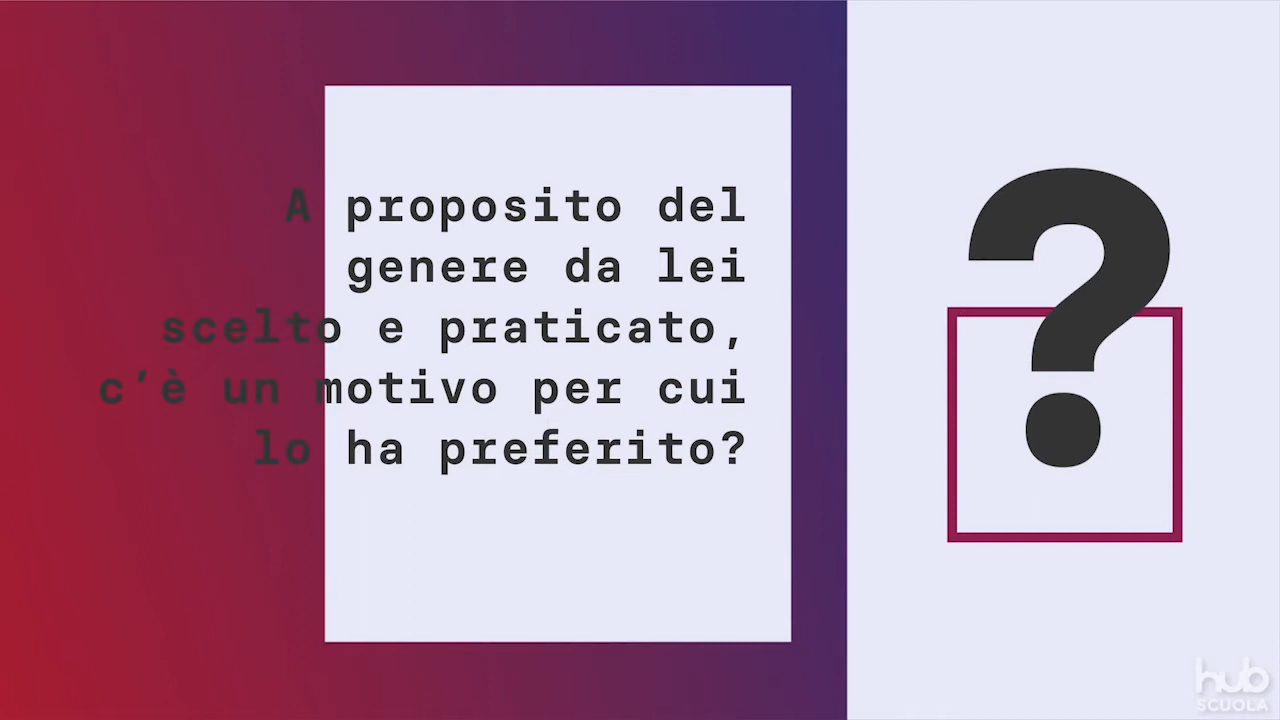 A proposito del
genere da lei
scelto e praticato,
c’è un motivo per cui
lo ha preferito?
?
hub
SCUOLA